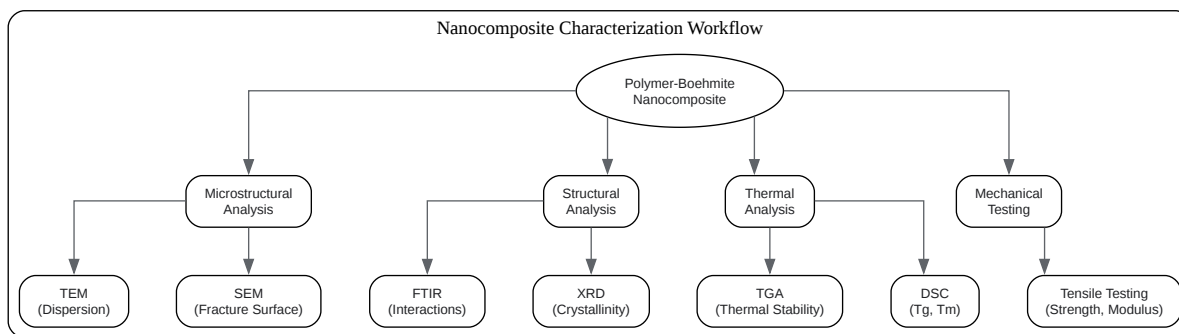 Nanocomposite Characterization Workflow
Polymer-Boehmite
Nanocomposite
Microstructural
Analysis
Structural
Analysis
Thermal
Analysis
Mechanical
Testing
TEM
(Dispersion)
SEM
(Fracture Surface)
FTIR
(Interactions)
XRD
(Crystallinity)
TGA
(Thermal Stability)
DSC
(Tg, Tm)
Tensile Testing
(Strength, Modulus)